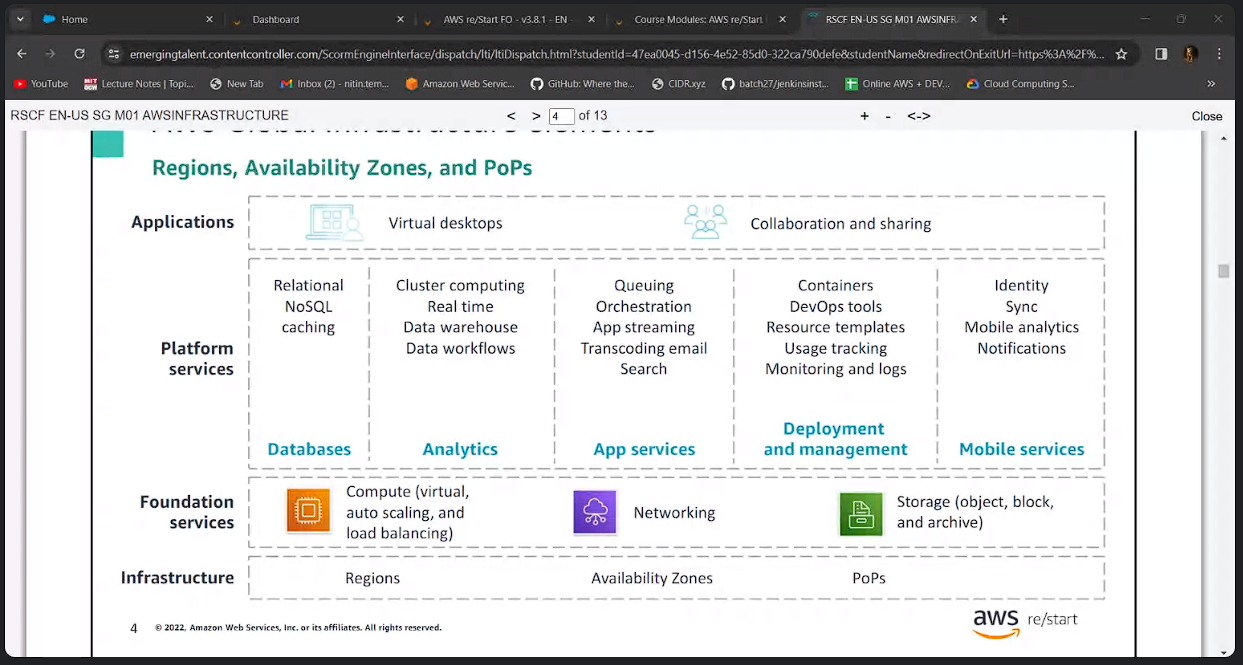 Home
Dashboard
AWS re/Start FO - v3.8.1 - EN -
Course Modules: AWS re/Start
RSCF EN-US SG M01 AWSINFR
emergingtalent.contentcontroller.com/ScormEngineInterface/dispatch/lti/ltiDispatch.html?studentId=47ea0045-d156-4e52-85d0-322ca790defe&studentName&redirectOnExitUrl=https%3A%2F%...
YouTube
Lecture Notes | Topi...
New Tab
Inbox (2) - nitin.tem...
Amazon Web Servic...
GitHub: Where the...
CIDR.xyz
batch27/jenkinsinst...
Online AWS + DEV...
Cloud Computing S...
»
RSCF EN-US SG M01 AWSINFRASTRUCTURE
< > 4 of 13
+ - <->
Close
AWS Global Infrastructure Elements
Regions, Availability Zones, and PoPs
Applications
Virtual desktops
Collaboration and sharing
Platform
services
Relational
NoSQL
caching
Databases
Cluster computing
Real time
Data warehouse
Data workflows
Analytics
Queuing
Orchestration
App streaming
Transcoding email
Search
App services
Containers
DevOps tools
Resource templates
Usage tracking
Monitoring and logs
Deployment
and management
Identity
Sync
Mobile analytics
Notifications
Mobile services
Foundation
services
Compute (virtual,
auto scaling, and
load balancing)
Networking
Storage (object, block,
and archive)
Infrastructure
Regions
Availability Zones
PoPs
4
© 2022, Amazon Web Services, Inc. or its affiliates. All rights reserved.
aws re/start